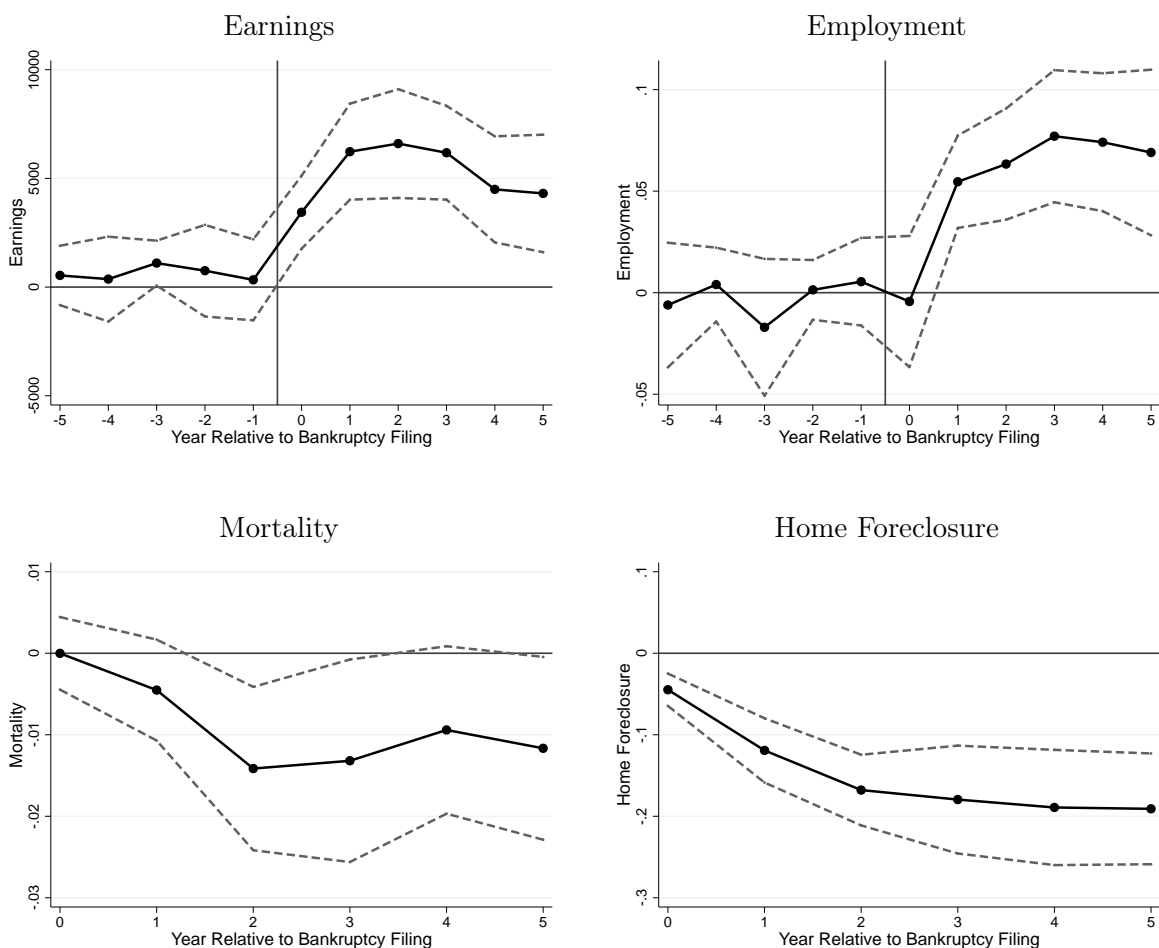 Earnings
10000
5000
0
-5000
Earnings
-5 -4 -3 -2 -1 0 1 2 3 4 5
Year Relative to Bankruptcy Filing
Employment
.1
.05
0
-.05
Employment
-5 -4 -3 -2 -1 0 1 2 3 4 5
Year Relative to Bankruptcy Filing
Mortality
.01
0
-.01
-.02
-.03
Mortality
0 1 2 3 4 5
Year Relative to Bankruptcy Filing
Home Foreclosure
.1
0
-.1
-.2
-.3
Home Foreclosure
0 1 2 3 4 5
Year Relative to Bankruptcy Filing